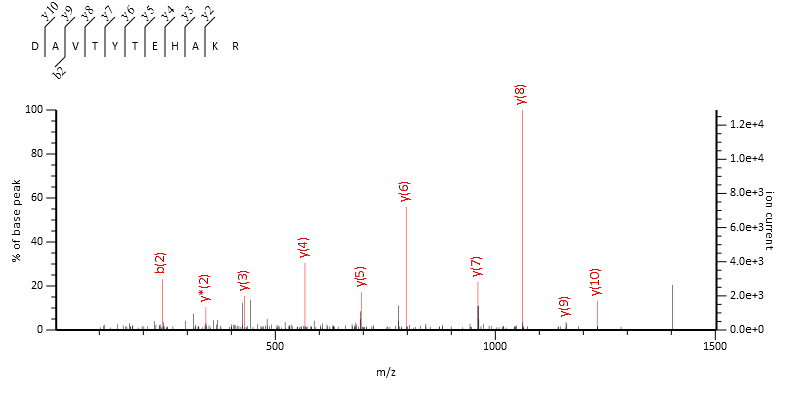 y10 y9 y8 y7 y6 y5 y4 y3 y2
D A V T Y T E H A K R
b2
100
80
60
40
20
0
% of base peak
b(2)
y*(2)
y(3)
y(4)
y(5)
y(6)
y(7)
y(8)
y(9)
y(10)
1.2e+4
1.0e+4
8.0e+3
6.0e+3
4.0e+3
2.0e+3
0.0e+0
ion current
500 1000 1500
m/z